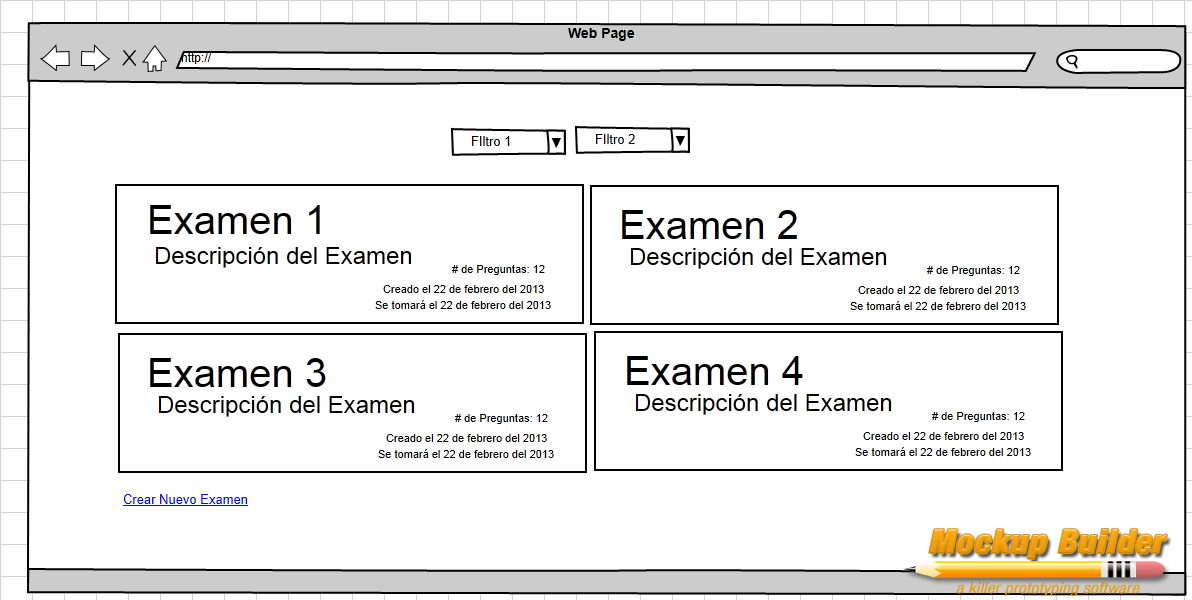 Web Page
http://
FIltro 1
FIltro 2
Examen 1
Descripción del Examen
# de Preguntas: 12
Creado el 22 de febrero del 2013
Se tomará el 22 de febrero del 2013
Examen 2
Descripción del Examen
# de Preguntas: 12
Creado el 22 de febrero del 2013
Se tomará el 22 de febrero del 2013
Examen 3
Descripción del Examen
# de Preguntas: 12
Creado el 22 de febrero del 2013
Se tomará el 22 de febrero del 2013
Examen 4
Descripción del Examen
# de Preguntas: 12
Creado el 22 de febrero del 2013
Se tomará el 22 de febrero del 2013
Crear Nuevo Examen
Mockup Builder
a killer prototyping software